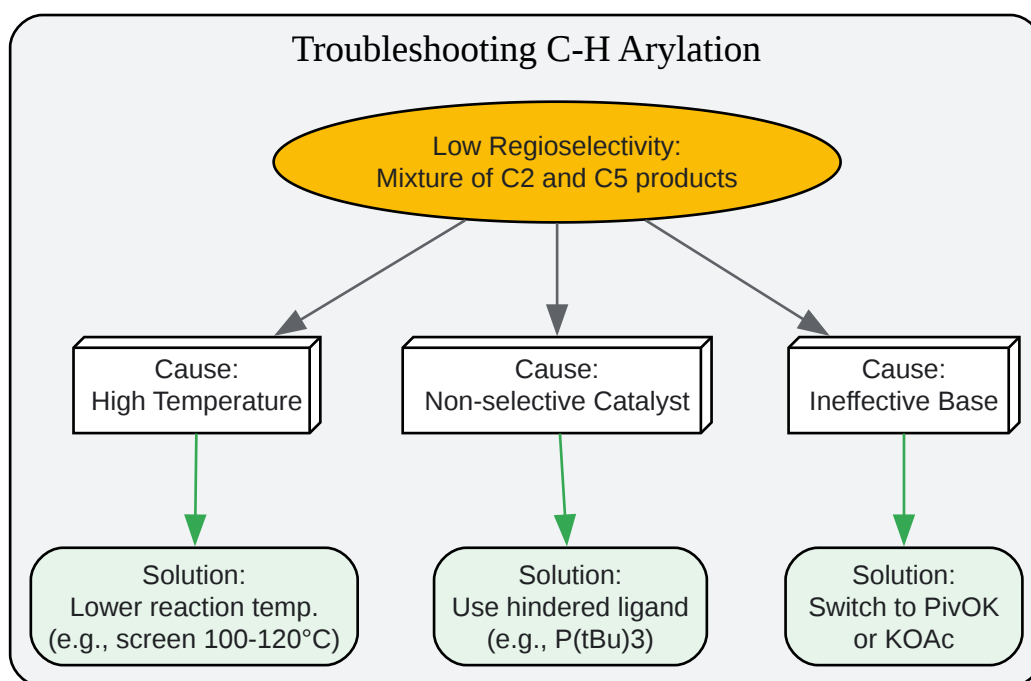 Troubleshooting C-H Arylation
Low Regioselectivity:
Mixture of C2 and C5 products
Cause:
High Temperature
Cause:
Non-selective Catalyst
Cause:
Ineffective Base
Solution:
Lower reaction temp.
(e.g., screen 100-120°C)
Solution:
Use hindered ligand
(e.g., P(tBu)3)
Solution:
Switch to PivOK
or KOAc